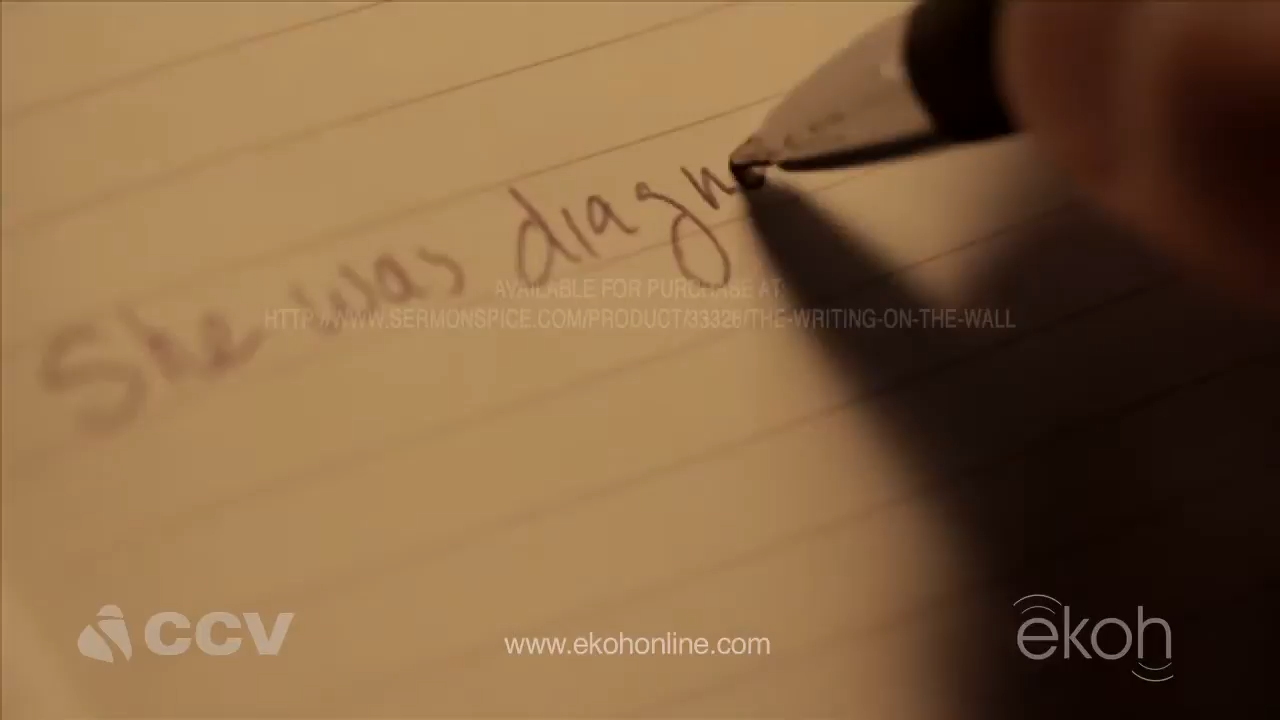 She was diagn
AVAILABLE FOR PURCHASE AT
HTTP://WWW.SERMONSPICE.COM/PRODUCT/33326/THE-WRITING-ON-THE-WALL
CCV
www.ekohonline.com
ekoh